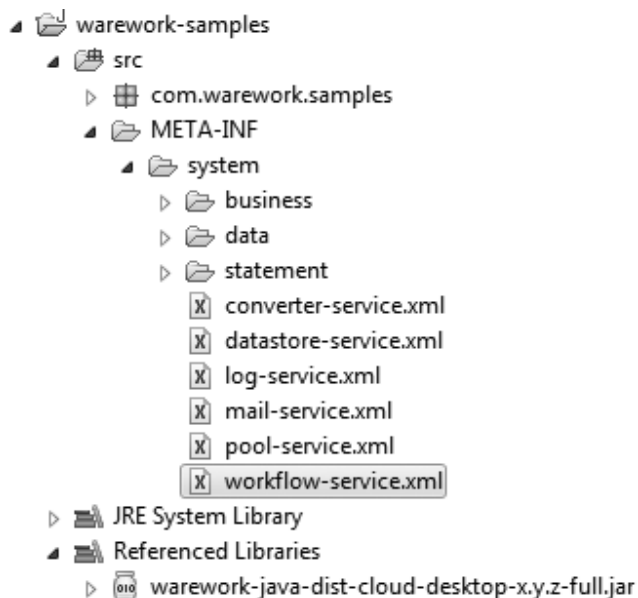 warework-samples
src
com.warework.samples
META-INF
system
business
data
statement
converter-service.xml
datastore-service.xml
log-service.xml
mail-service.xml
pool-service.xml
workflow-service.xml
JRE System Library
Referenced Libraries
warework-java-dist-cloud-desktop-x.y.z-full.jar